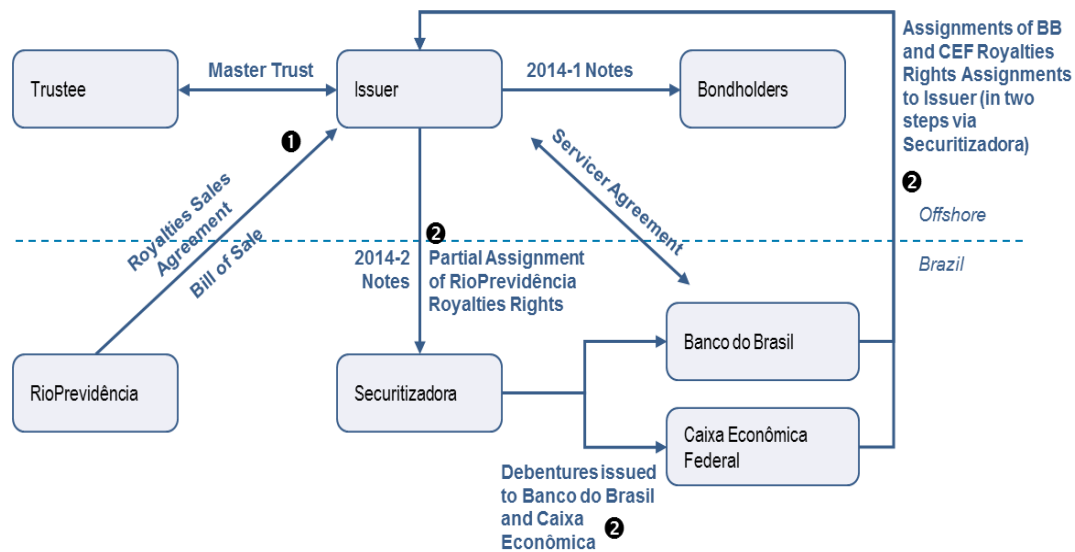 Trustee
Master Trust
Issuer
2014-1 Notes
Bondholders
Assignments of BB
and CEF Royalties
Rights Assignments
to Issuer (in two
steps via
Securitizadora)
❷
Offshore
Brazil
❶
Royalties Sales
Agreement
Bill of Sale
Servicer Agreement
2014-2
Notes
❷
Partial Assignment
of RioPrevidência
Royalties Rights
RioPrevidência
Securitizadora
Banco do Brasil
Caixa Econômica
Federal
Debentures issued
to Banco do Brasil
and Caixa
Econômica ❷